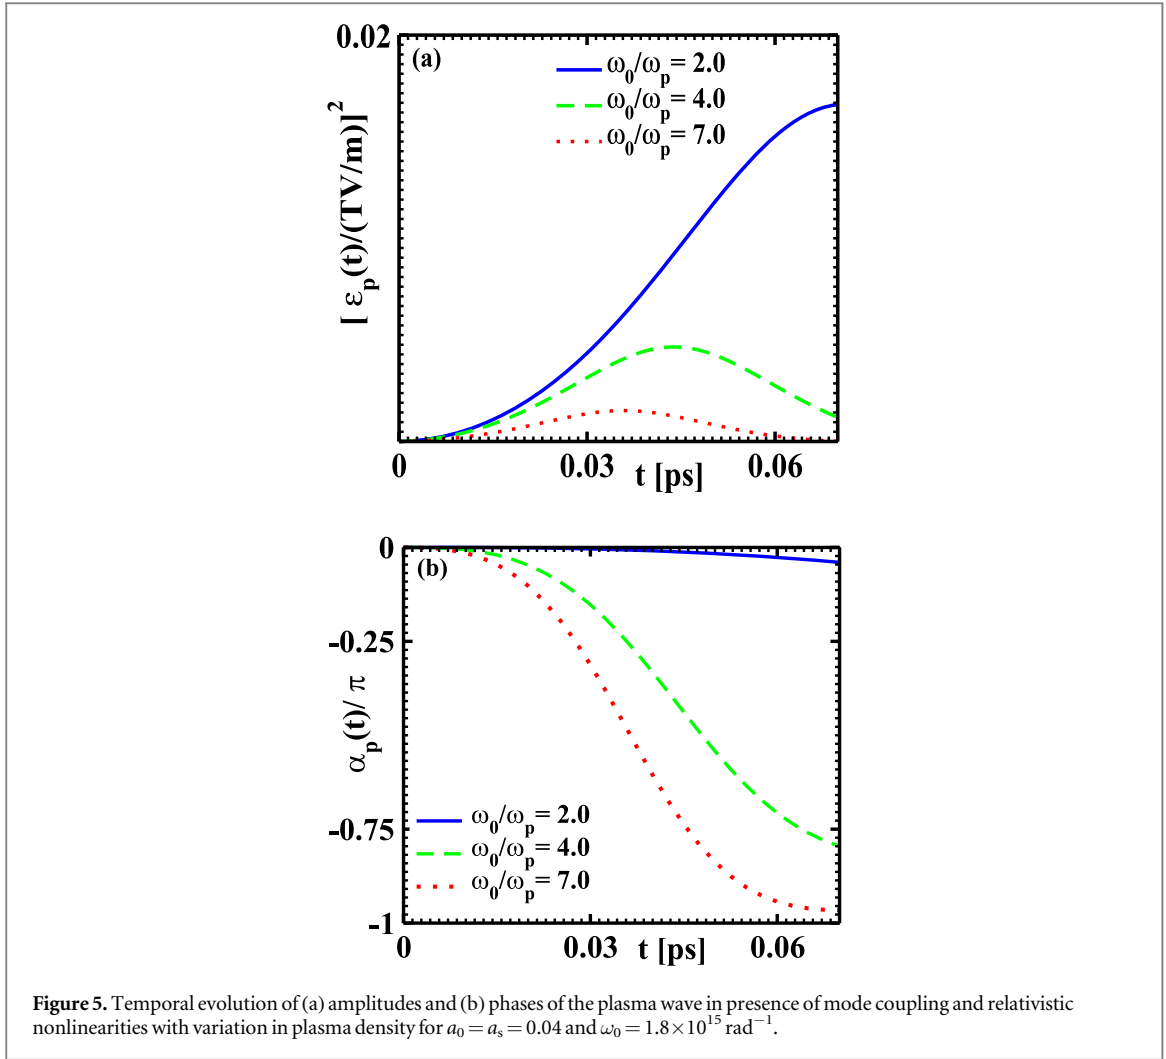 0.02
(a)
ω₀/ωₚ= 2.0
ω₀/ωₚ= 4.0
ω₀/ωₚ= 7.0
[ εₚ(t)/(TV/m)]²
0 0.03 0.06
t [ps]
0
(b)
-0.25
αₚ(t)/ π
-0.75
ω₀/ωₚ= 2.0
ω₀/ωₚ= 4.0
ω₀/ωₚ= 7.0
-1
0 0.03 0.06
t [ps]
Figure 5. Temporal evolution of (a) amplitudes and (b) phases of the plasma wave in presence of mode coupling and relativistic
nonlinearities with variation in plasma density for a₀ = aₛ = 0.04 and ω₀ = 1.8×10¹⁵ rad⁻¹.